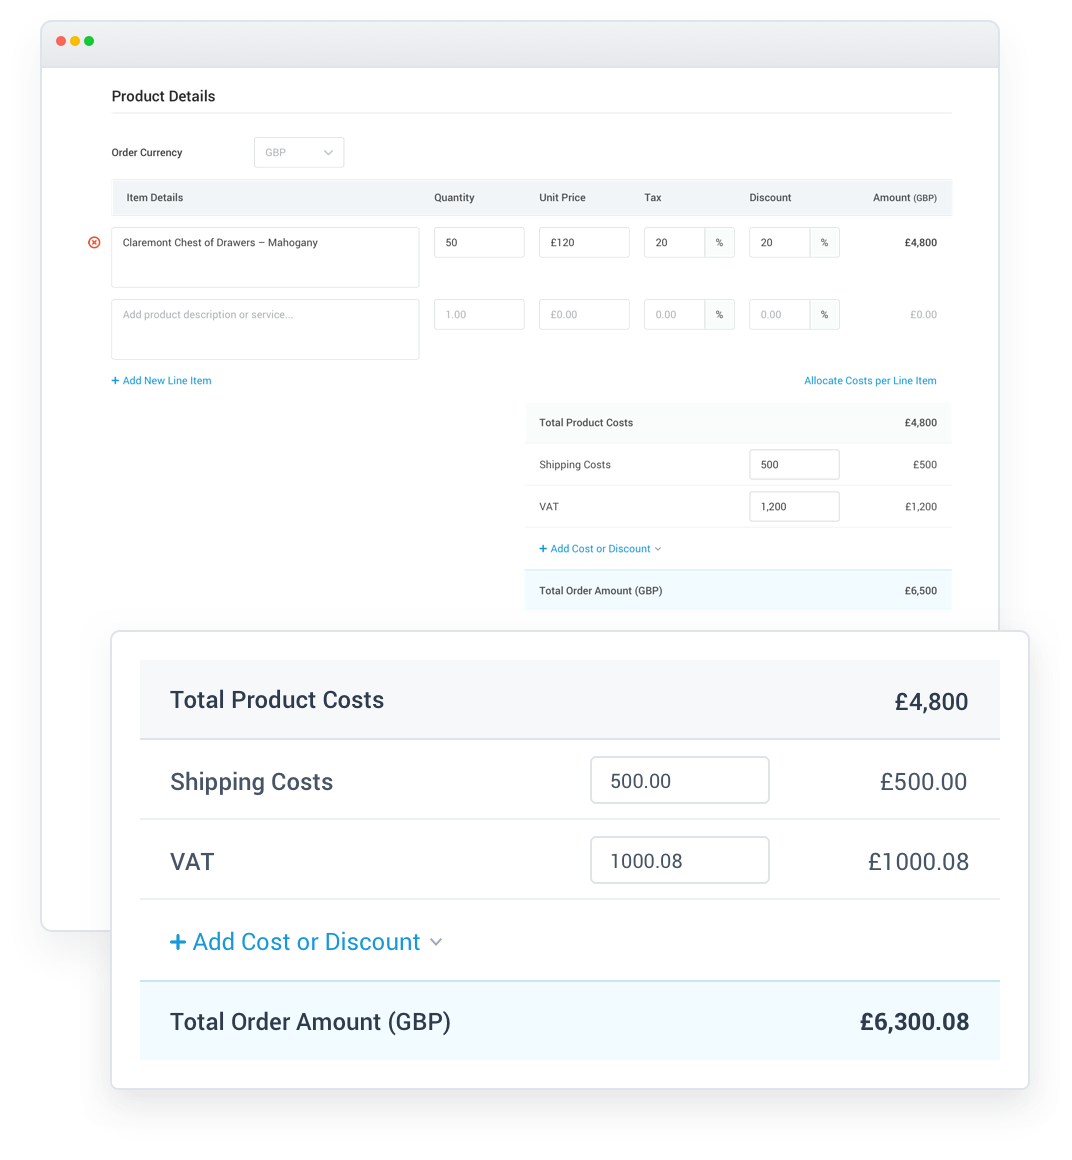 Product Details
Order Currency GBP
Item Details Quantity Unit Price Tax Discount Amount (GBP)
Claremont Chest of Drawers – Mahogany 50 £120 20 % 20 % £4,800
Add product description or service... 1.00 £0.00 0.00 % 0.00 % £0.00
+ Add New Line Item Allocate Costs per Line Item
Total Product Costs £4,800
Shipping Costs 500 £500
VAT 1,200 £1,200
+ Add Cost or Discount
Total Order Amount (GBP) £6,500
Total Product Costs £4,800
Shipping Costs 500.00 £500.00
VAT 1000.08 £1000.08
+ Add Cost or Discount
Total Order Amount (GBP) £6,300.08